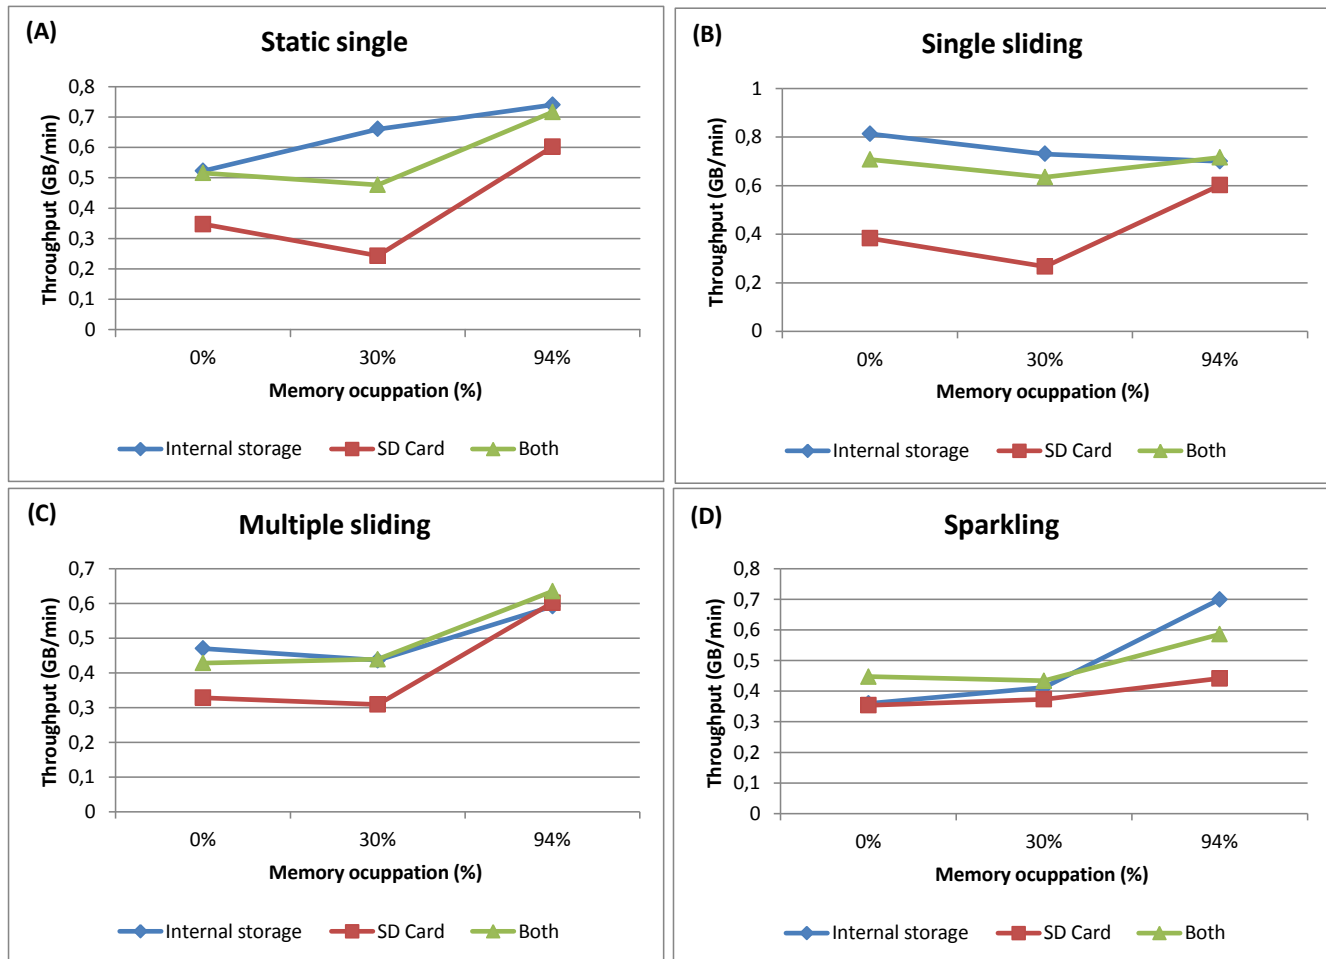 (A)
Static single
Throughput (GB/min)
0,8
0,7
0,6
0,5
0,4
0,3
0,2
0,1
0
0%
30%
94%
Memory ocuppation (%)
Internal storage
SD Card
Both
(B)
Single sliding
Throughput (GB/min)
1
0,8
0,6
0,4
0,2
0
0%
30%
94%
Memory ocuppation (%)
Internal storage
SD Card
Both
(C)
Multiple sliding
Throughput (GB/min)
0,7
0,6
0,5
0,4
0,3
0,2
0,1
0
0%
30%
94%
Memory ocuppation (%)
Internal storage
SD Card
Both
(D)
Sparkling
Throughput (GB/min)
0,8
0,7
0,6
0,5
0,4
0,3
0,2
0,1
0
0%
30%
94%
Memory ocuppation (%)
Internal storage
SD Card
Both